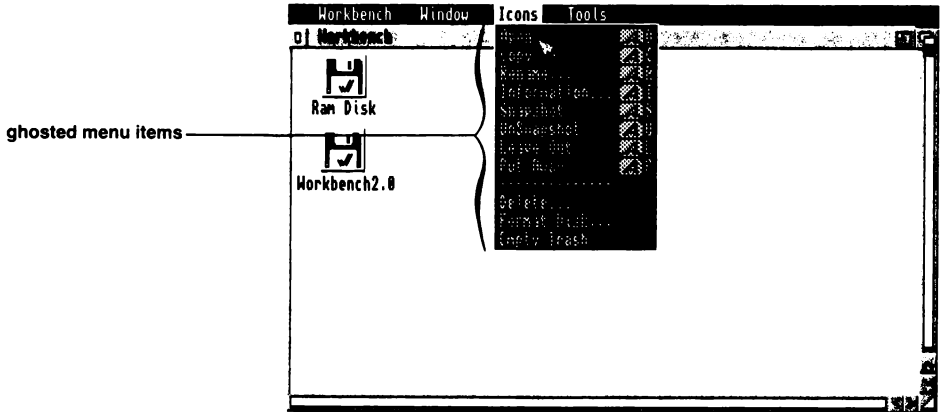 Workbench Window Icons Tools
Workbench
Open O
Copy C
Rename... R
Information... I
Snapshot S
UnSnapshot U
Leave Out L
Put Away P
Delete...
Format Disk...
Empty Trash
Ram Disk
ghosted menu items
Workbench2.0